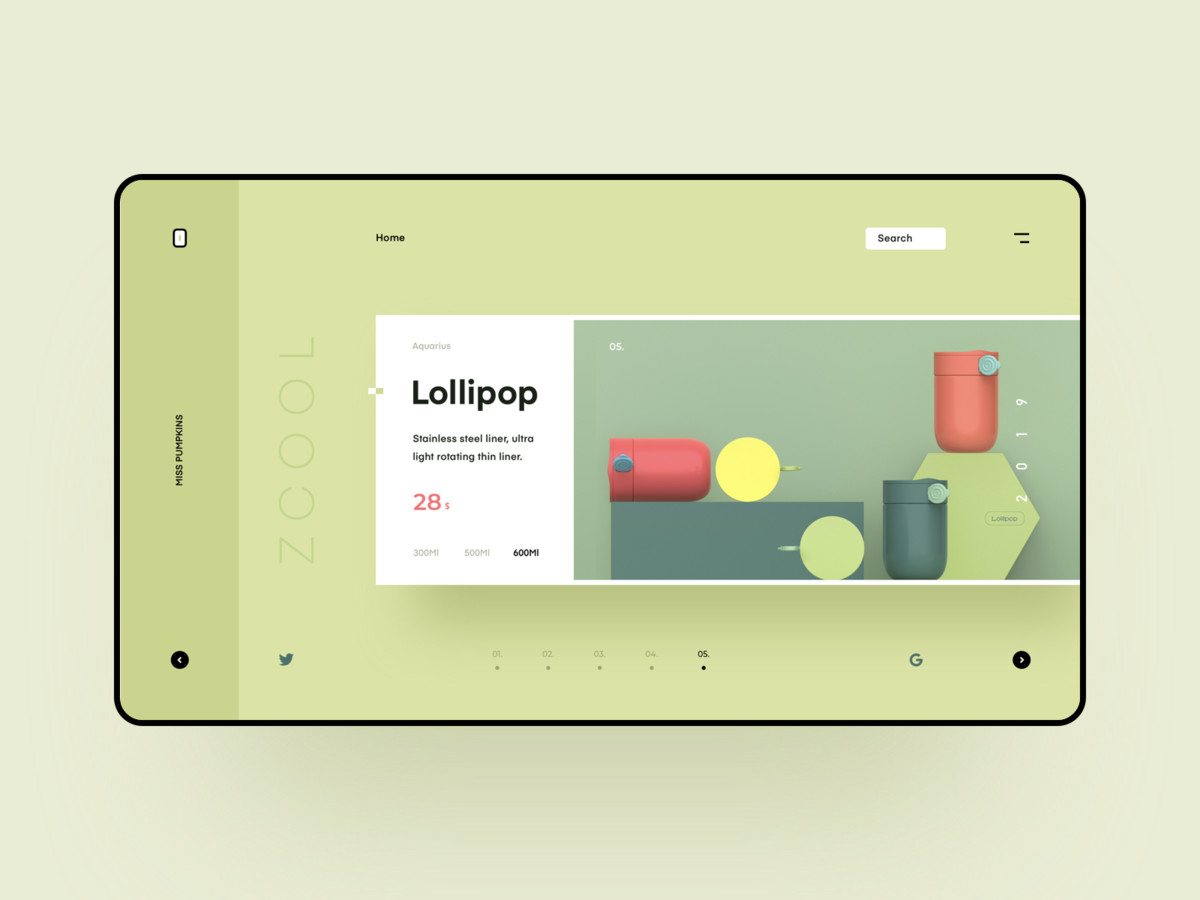 Home
Search
MISS PUMPKINS
ZCOOL
Aquarius
Lollipop
Stainless steel liner, ultra
light rotating thin liner.
28 $
300Ml 500Ml 600Ml
05.
2019
Lollipop
01. 02. 03. 04. 05.
G